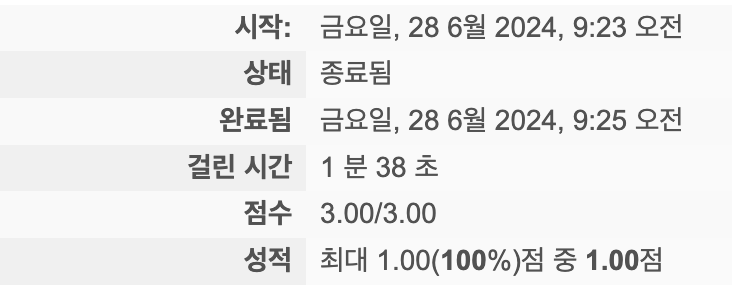 시작: 금요일, 28 6월 2024, 9:23 오전
상태 종료됨
완료됨 금요일, 28 6월 2024, 9:25 오전
걸린 시간 1 분 38 초
점수 3.00/3.00
성적 최대 1.00(100%)점 중 1.00점